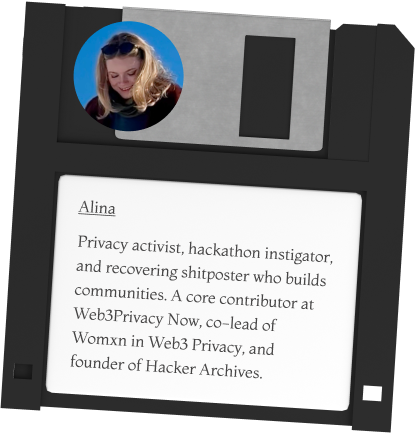 Alina
Privacy activist, hackathon instigator,
and recovering shitposter who builds
communities. A core contributor at
Web3Privacy Now, co-lead of
Womxn in Web3 Privacy, and
founder of Hacker Archives.